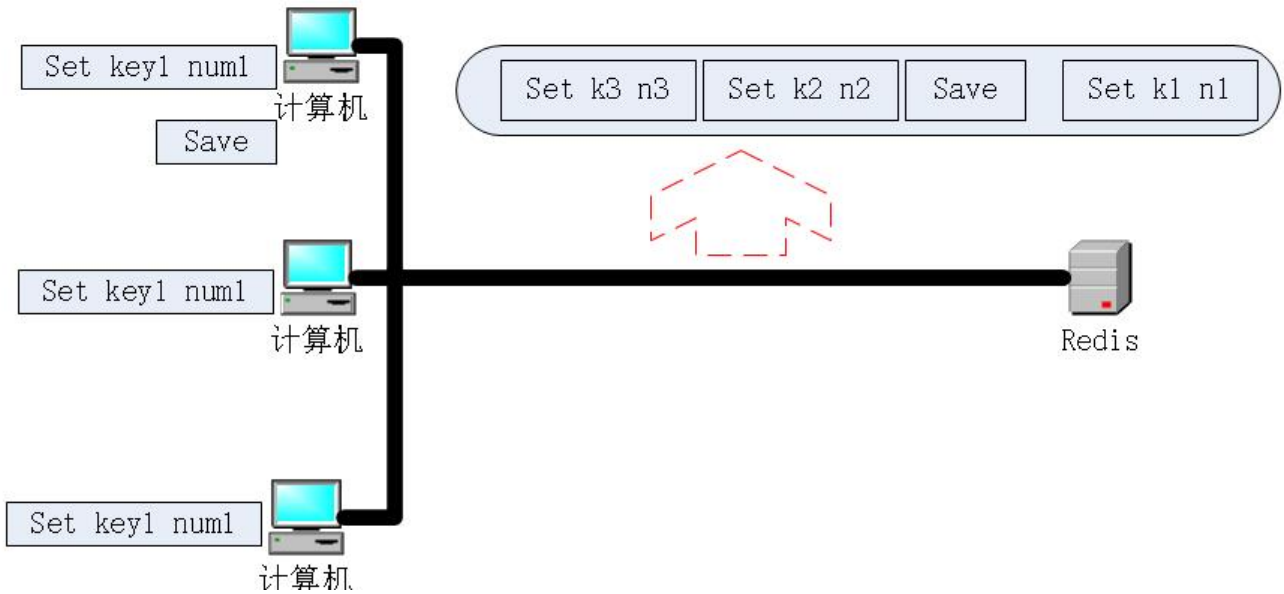 Set key1 num1
计算机
Save
Set k3 n3
Set k2 n2
Save
Set k1 n1
Set key1 num1
计算机
Redis
Set key1 num1
计算机